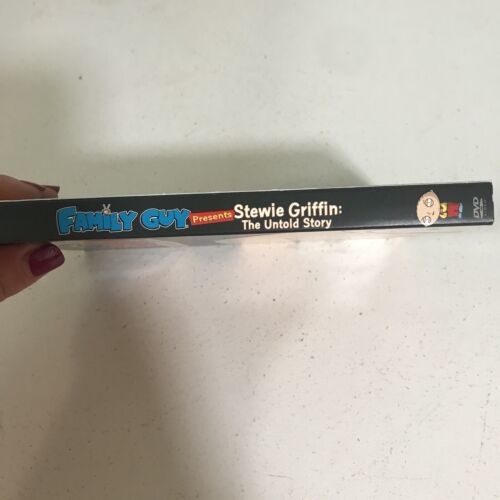 FAMILY GUY
Presents
Stewie Griffin:
The Untold Story
DVD